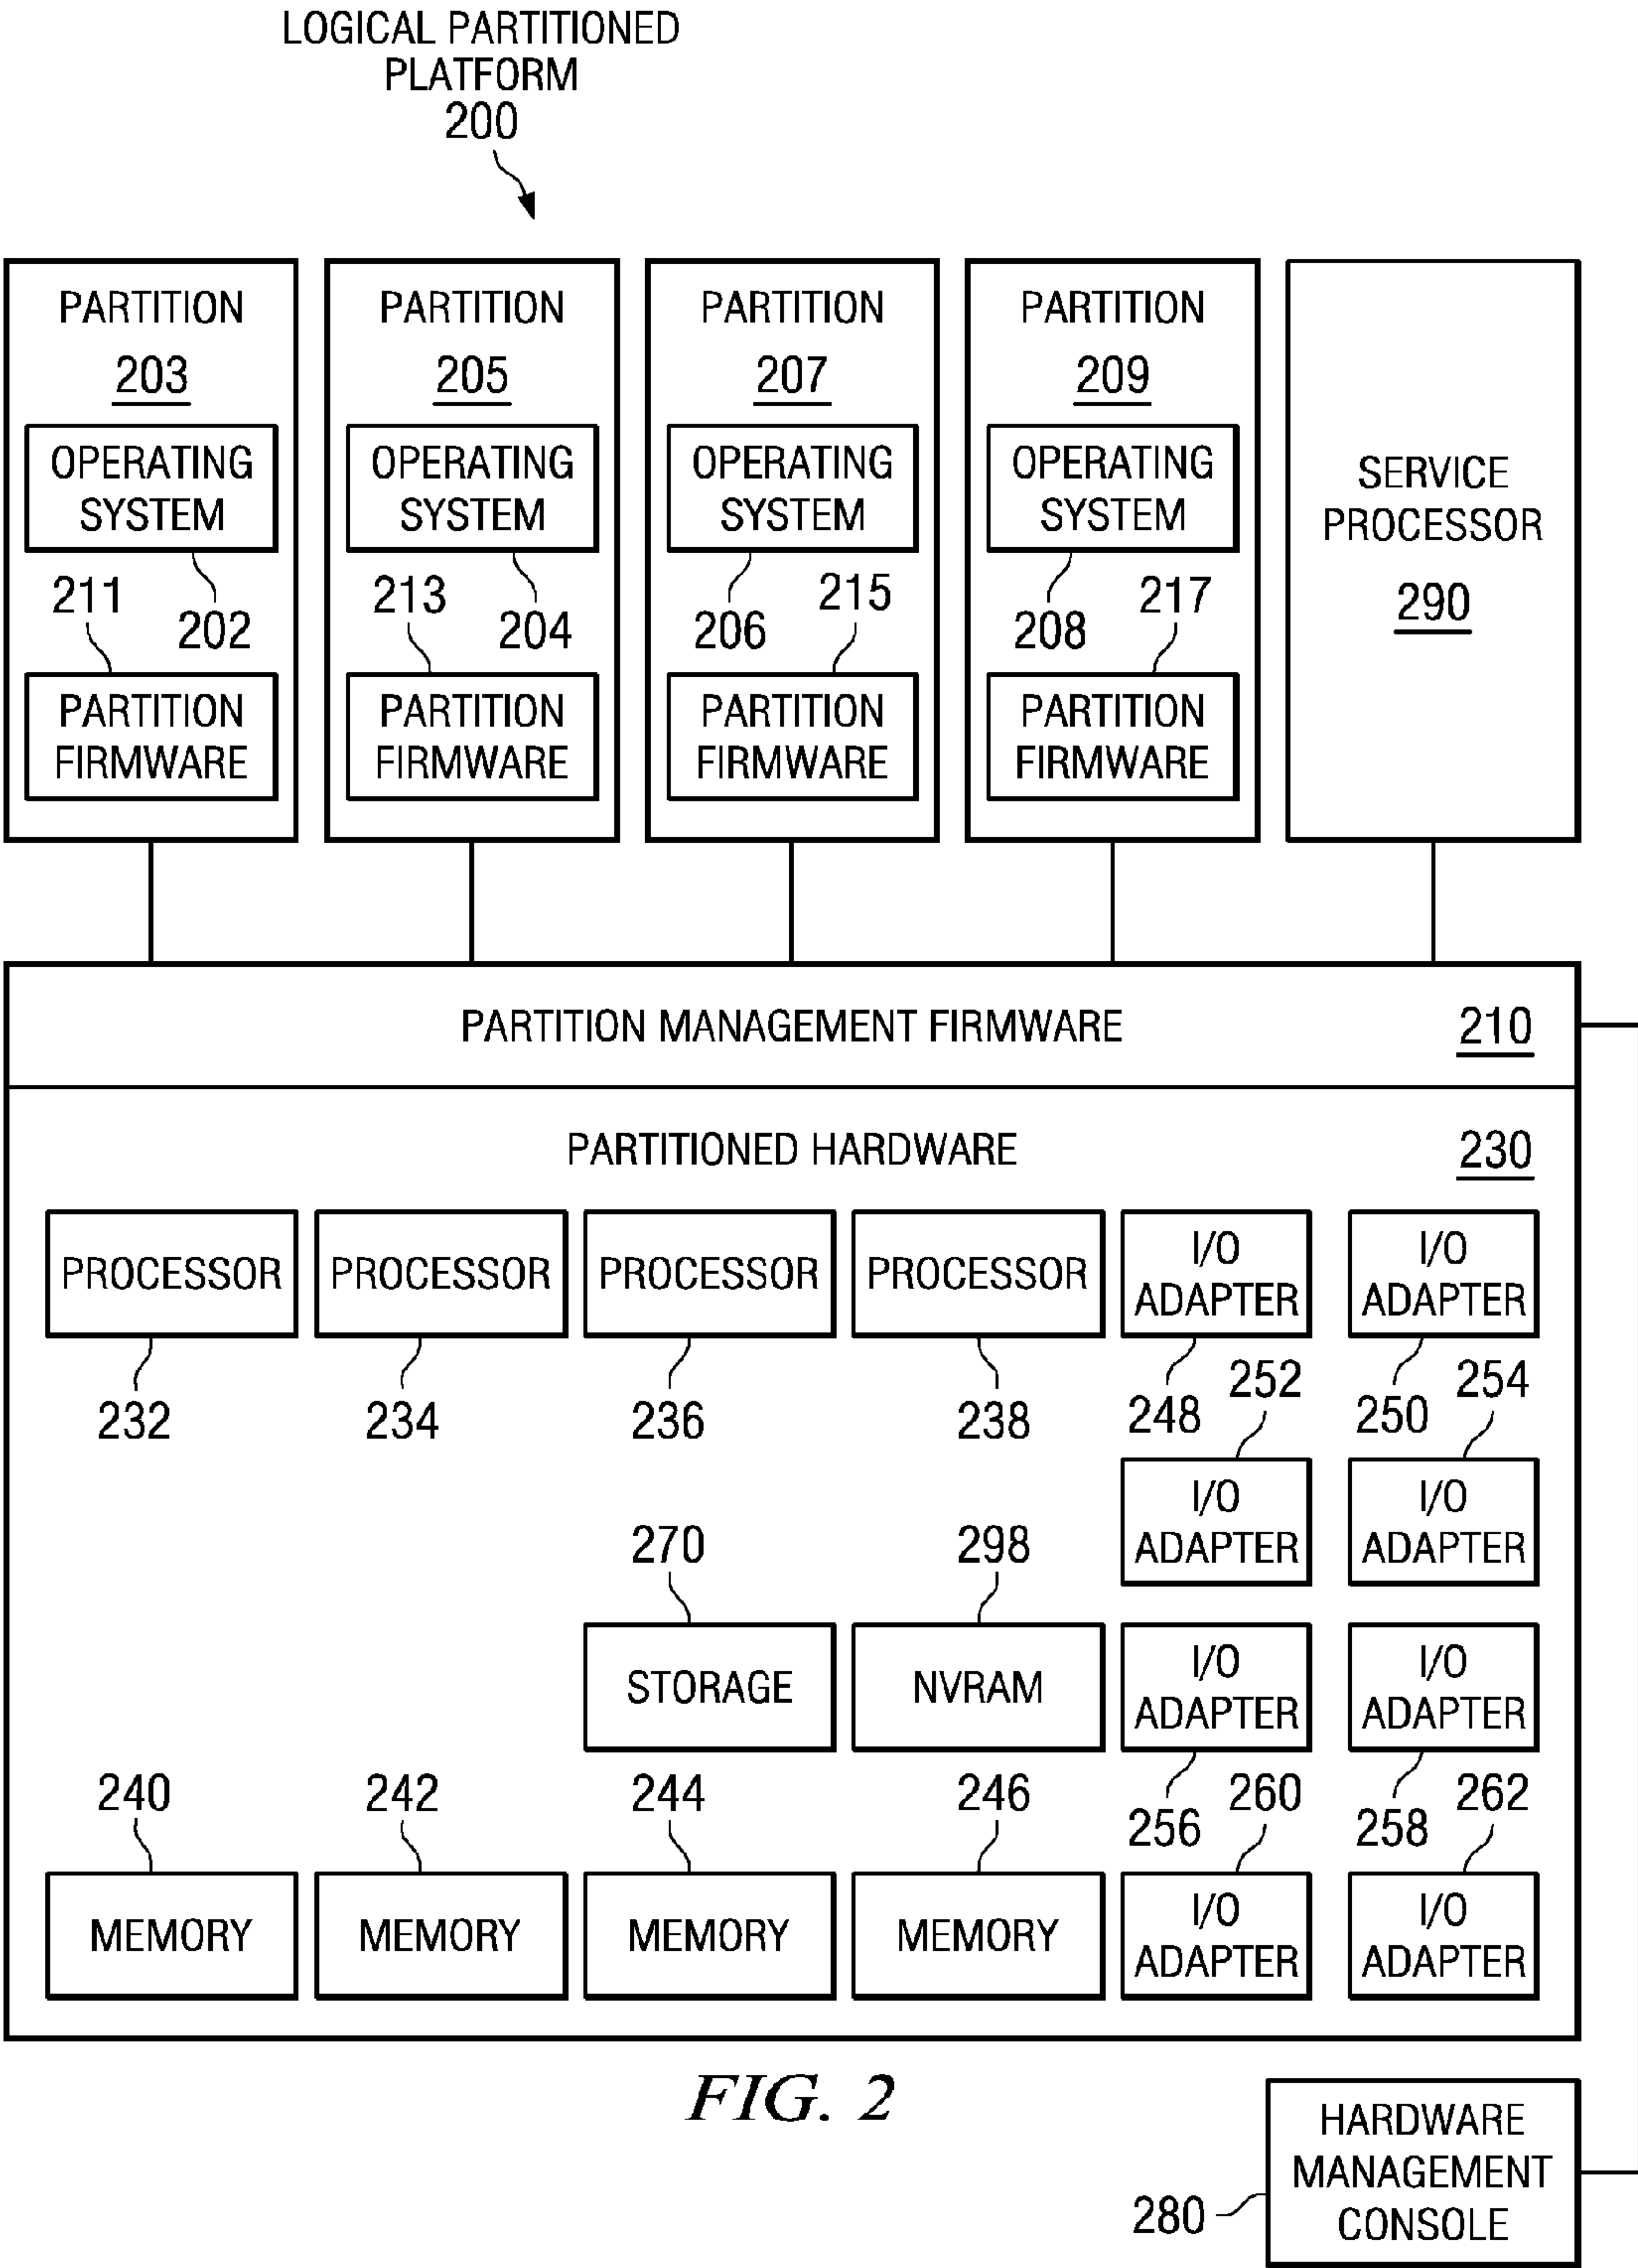 LOGICAL PARTITIONED
PLATFORM
200
PARTITION
203
OPERATING
SYSTEM
202
211
PARTITION
FIRMWARE
PARTITION
205
OPERATING
SYSTEM
204
213
PARTITION
FIRMWARE
PARTITION
207
OPERATING
SYSTEM
206
215
PARTITION
FIRMWARE
PARTITION
209
OPERATING
SYSTEM
208
217
PARTITION
FIRMWARE
SERVICE
PROCESSOR
290
PARTITION MANAGEMENT FIRMWARE 210
PARTITIONED HARDWARE 230
PROCESSOR
232
PROCESSOR
234
PROCESSOR
236
PROCESSOR
238
I/O
ADAPTER
248
I/O
ADAPTER
250
252
I/O
ADAPTER
254
I/O
ADAPTER
270
STORAGE
298
NVRAM
I/O
ADAPTER
256
I/O
ADAPTER
258
240
MEMORY
242
MEMORY
244
MEMORY
246
MEMORY
260
I/O
ADAPTER
262
I/O
ADAPTER
FIG. 2
HARDWARE
MANAGEMENT
CONSOLE
280